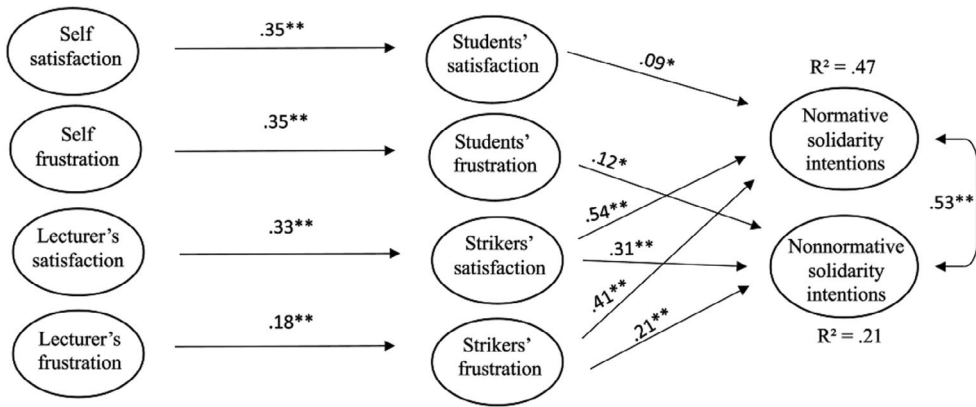 Self
satisfaction
.35**
Students'
satisfaction
.09*
R² = .47
Self
frustration
.35**
Students'
frustration
.12*
Normative
solidarity
intentions
.53**
Lecturer's
satisfaction
.33**
Strikers'
satisfaction
.54**
.31**
Nonnormative
solidarity
intentions
Lecturer's
frustration
.18**
Strikers'
frustration
.41**
.21**
R² = .21